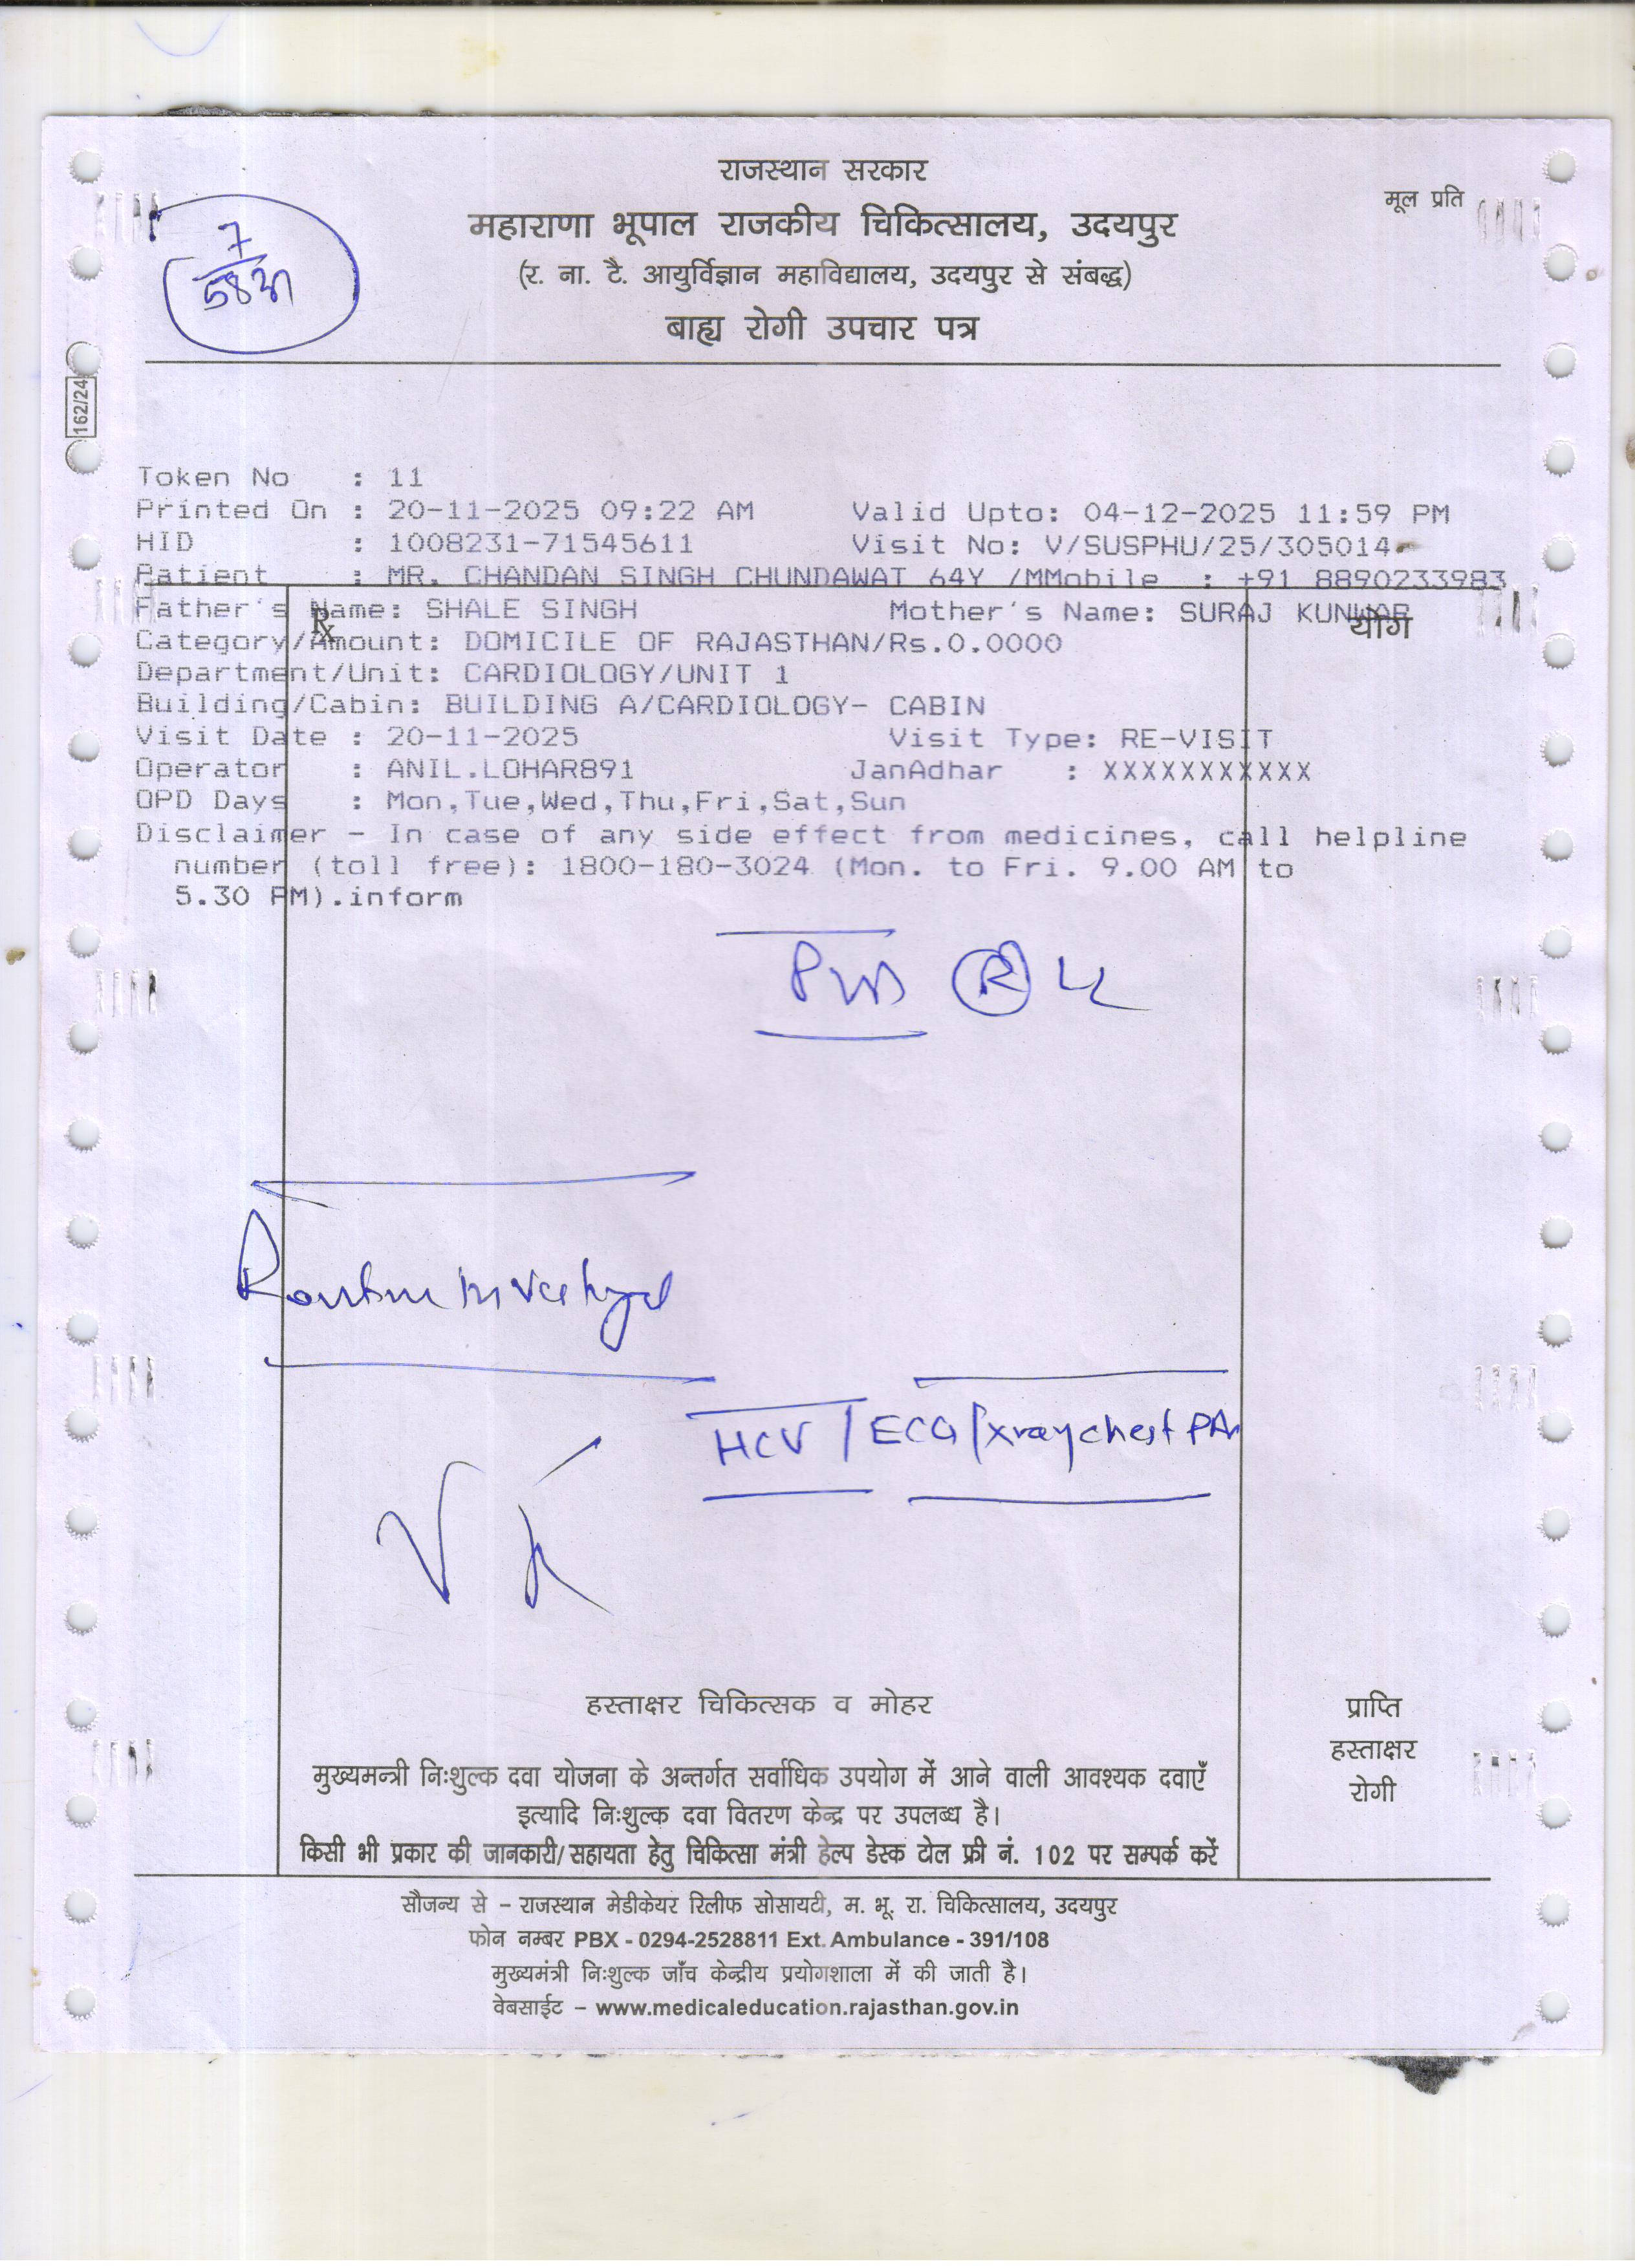 राजस्थान सरकार
मूल प्रति
महाराणा भूपाल राजकीय चिकित्सालय, उदयपुर
(र. ना. टै. आयुर्विज्ञान महाविद्यालय, उदयपुर से संबद्ध)
बाह्य रोगी उपचार पत्र
7
162/24
Token No : 11
Printed On : 20-11-2025 09:22 AM Valid Upto: 04-12-2025 11:59 PM
HID : 1008231-71545611 Visit No: V/SUSPHU/25/305014
Patient : MR. CHANDAN SINGH CHUNDAWAT 64Y /MMobile : +91 8890233983
Father's Name: SHALE SINGH Mother's Name: SURAJ KUNWAR
Rx योग
Category/Amount: DOMICILE OF RAJASTHAN/Rs.0.0000
Department/Unit: CARDIOLOGY/UNIT 1
Building/Cabin: BUILDING A/CARDIOLOGY- CABIN
Visit Date : 20-11-2025 Visit Type: RE-VISIT
Operator : ANIL.LOHAR891 JanAdhar : XXXXXXXXXXX
OPD Days : Mon,Tue,Wed,Thu,Fri,Sat,Sun
Disclaimer - In case of any side effect from medicines, call helpline
number (toll free): 1800-180-3024 (Mon. to Fri. 9.00 AM to
5.30 PM).inform
HCV / ECG / xray chest PA
हस्ताक्षर चिकित्सक व मोहर
प्राप्ति
हस्ताक्षर
रोगी
मुख्यमन्त्री निःशुल्क दवा योजना के अन्तर्गत सर्वाधिक उपयोग में आने वाली आवश्यक दवाएँ
इत्यादि निःशुल्क दवा वितरण केन्द्र पर उपलब्ध है।
किसी भी प्रकार की जानकारी/सहायता हेतु चिकित्सा मंत्री हेल्प डेस्क टोल फ्री नं. 102 पर सम्पर्क करें
सौजन्य से – राजस्थान मेडीकेयर रिलीफ सोसायटी, म. भू. रा. चिकित्सालय, उदयपुर
फोन नम्बर PBX - 0294-2528811 Ext. Ambulance - 391/108
मुख्यमंत्री निःशुल्क जाँच केन्द्रीय प्रयोगशाला में की जाती है।
वेबसाईट – www.medicaleducation.rajasthan.gov.in